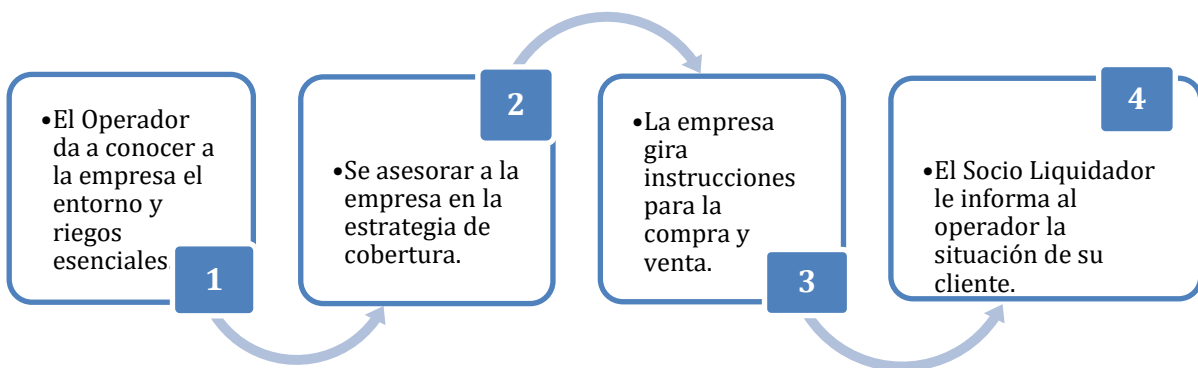 •El Operador
da a conocer a
la empresa el
entorno y
riegos
esenciales.
1
2
•Se asesorar a la
empresa en la
estrategia de
cobertura.
•La empresa
gira
instrucciones
para la
compra y
venta.
3
4
•El Socio Liquidador
le informa al
operador la
situación de su
cliente.